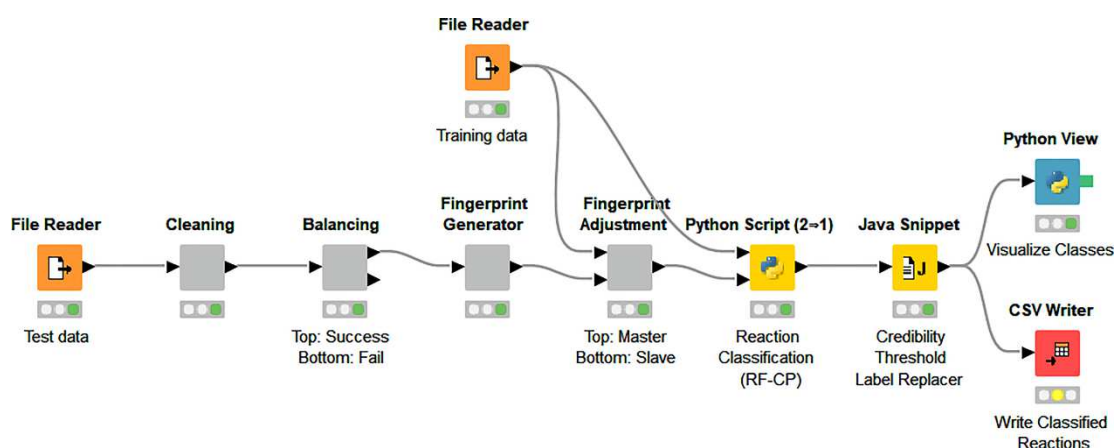 File Reader
Training data
Python View
Visualize Classes
File Reader
Test data
Cleaning
Balancing
Top: Success
Bottom: Fail
Fingerprint
Generator
Fingerprint
Adjustment
Top: Master
Bottom: Slave
Python Script (2⇒1)
Reaction
Classification
(RF-CP)
Java Snippet
J
Credibility
Threshold
Label Replacer
CSV Writer
Write Classified
Reactions